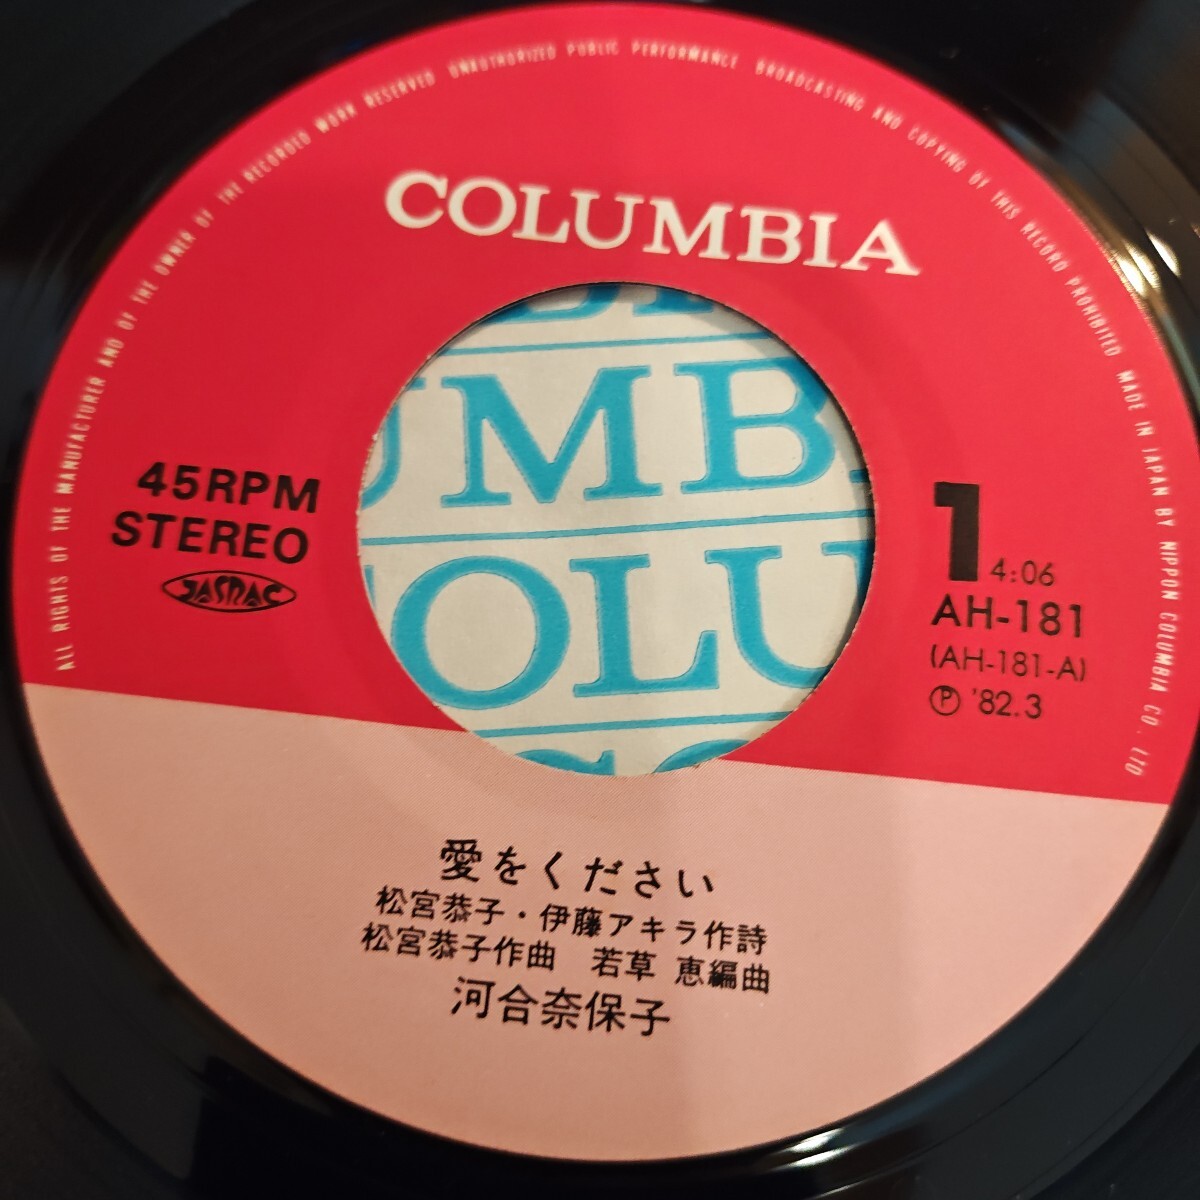 ALL RIGHTS OF THE MANUFACTURER AND OF THE OWNER OF THE RECORDED WORK RESERVED UNAUTHORIZED PUBLIC PERFORMANCE BROADCASTING AND COPYING OF THIS RECORD PROHIBITED MADE IN JAPAN BY NIPPON COLUMBIA CO., LTD
COLUMBIA
UMBI
OLU
45RPM
STEREO
JASRAC
1 4:06
AH-181
(AH-181-A)
Ⓟ '82.3
愛をください
松宮恭子・伊藤アキラ作詩
松宮恭子作曲 若草 恵編曲
河合奈保子